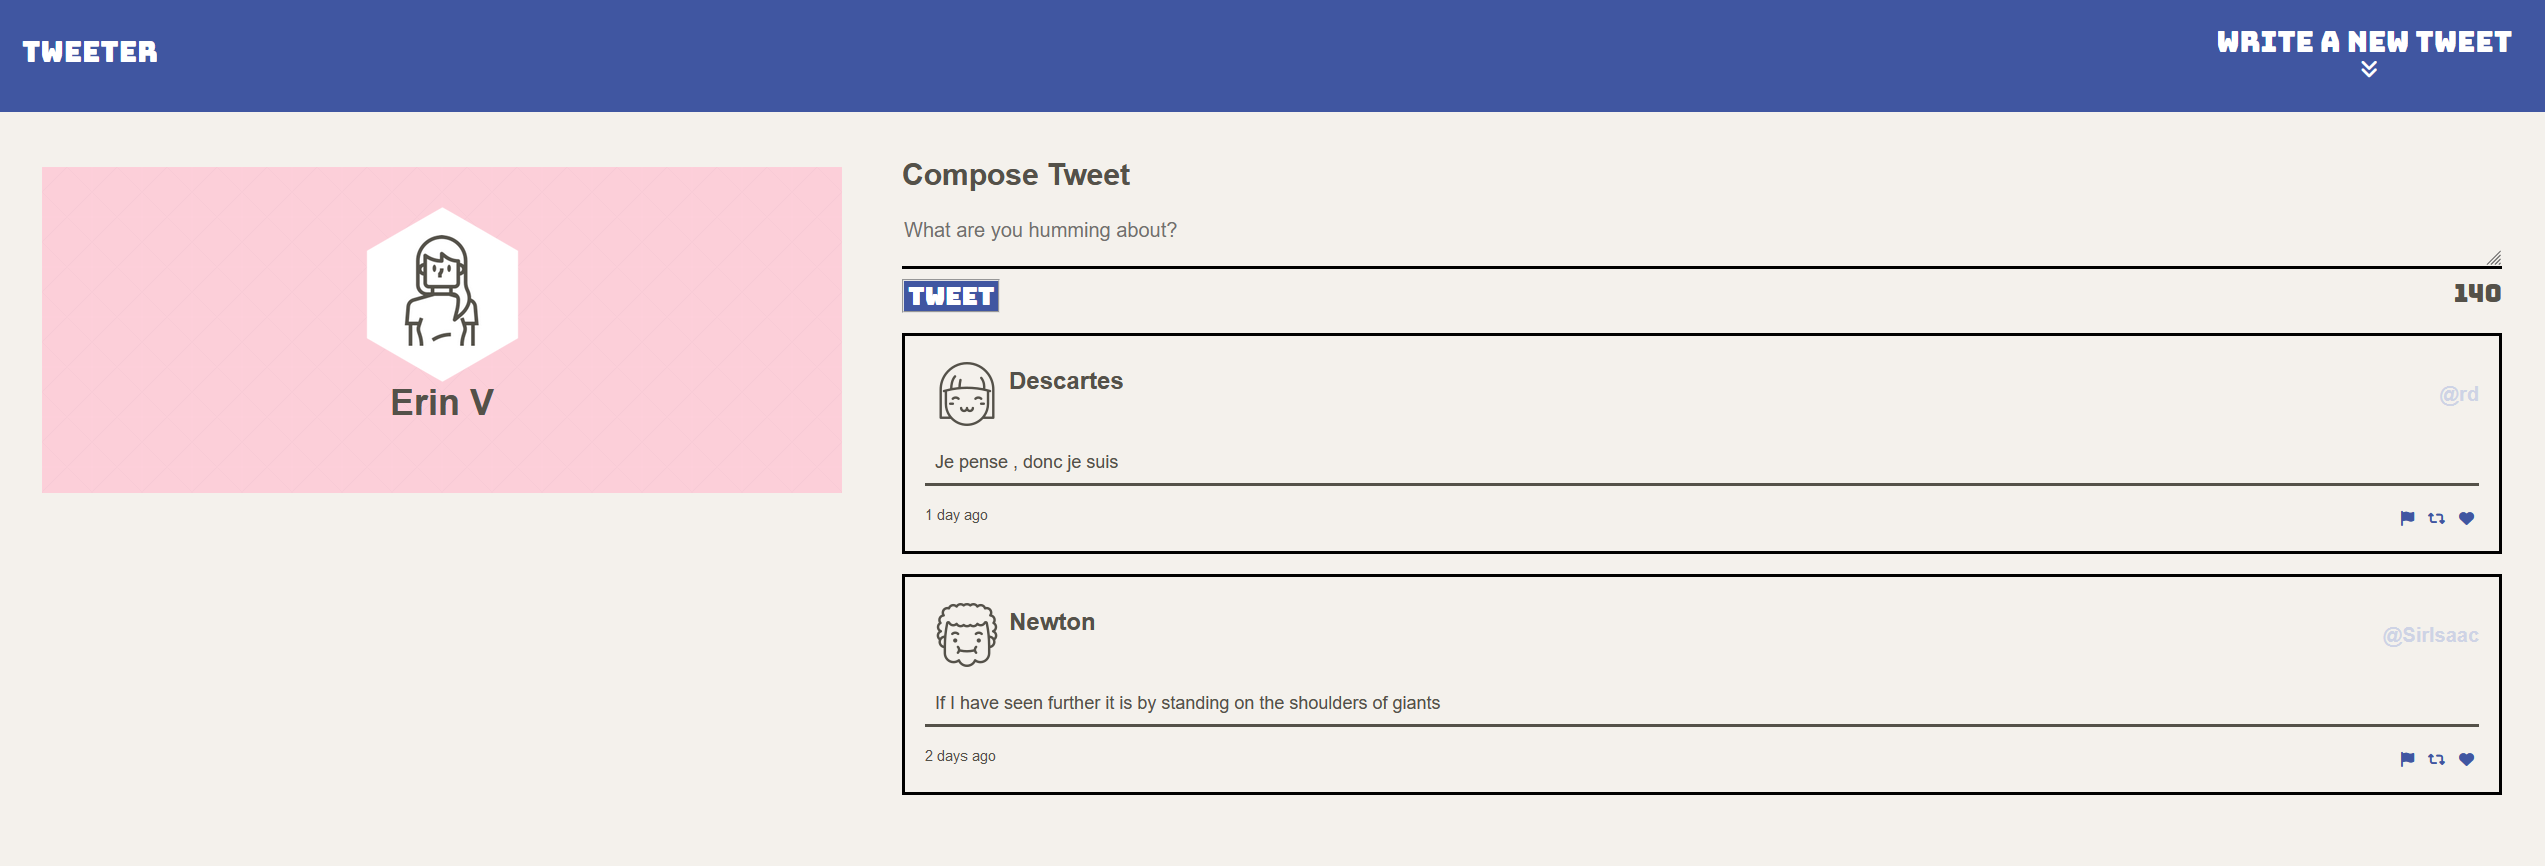 TWEETER
WRITE A NEW TWEET
Erin V
Compose Tweet
What are you humming about?
TWEET
140
Descartes
@rd
Je pense , donc je suis
1 day ago
Newton
@SirIsaac
If I have seen further it is by standing on the shoulders of giants
2 days ago